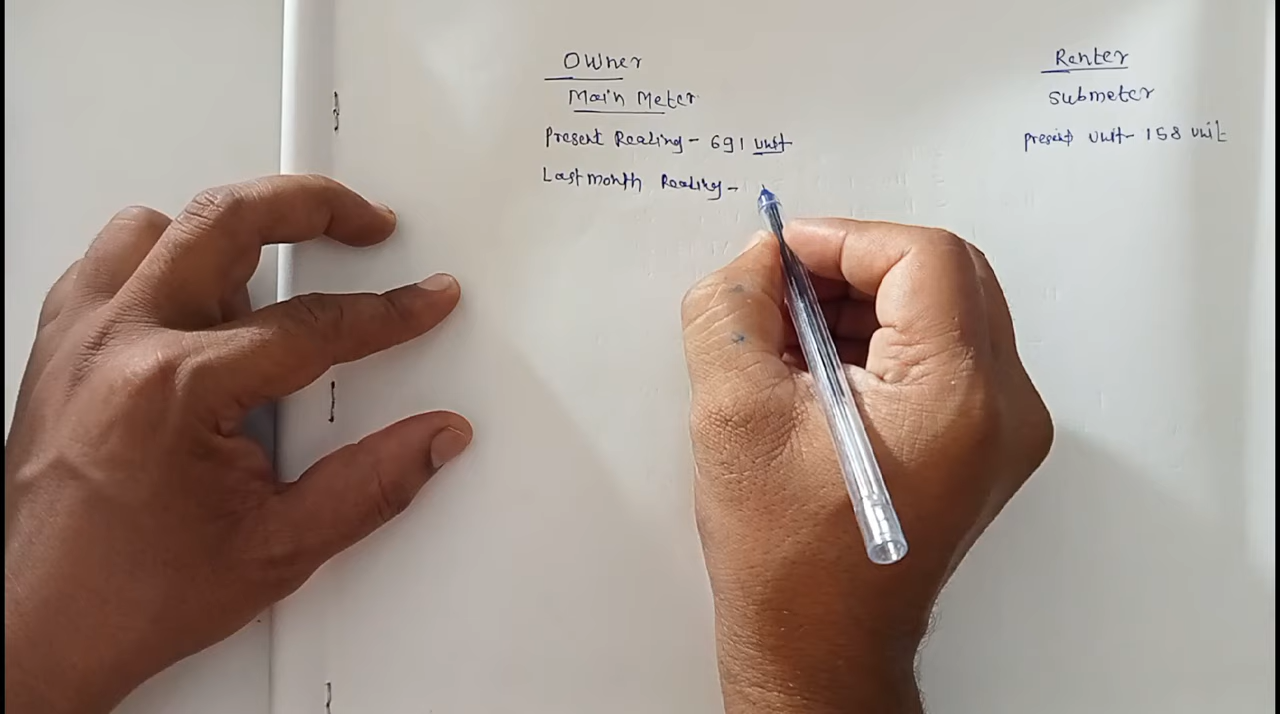 Owner
Main Meter
Present Reading - 691 unit
Last month Reading -
Renter
Submeter
present unit - 158 unit